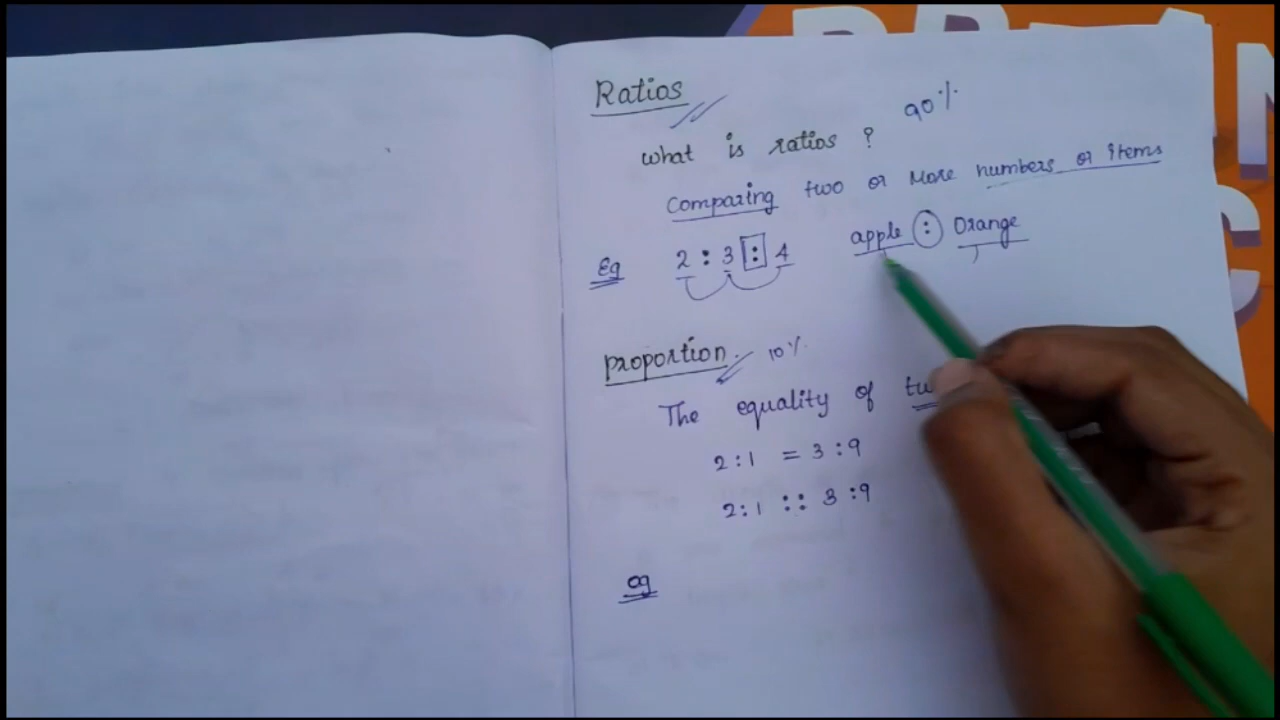 Ratios
90%
What is ratios ?
Comparing two or More numbers or items
Eg 2 : 3 : 4 apple : Orange
proportion. 10%
The equality of
2:1 = 3:9
2:1 :: 3:9
eg